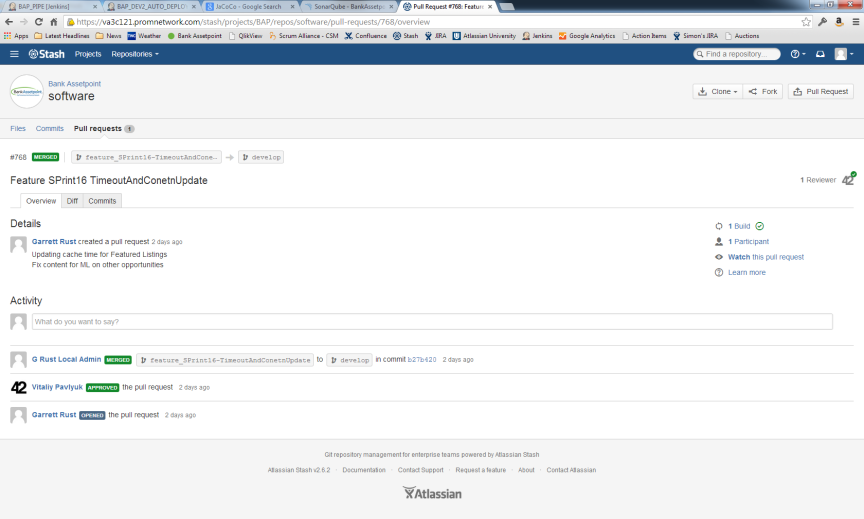 BAP_PIPE [Jenkins]
BAP_DEV2_AUTO_DEPLO
JaCoCo - Google Search
SonarQube - BankAssetpo
Pull Request #768: Feature
https://va3c121.promnetwork.com/stash/projects/BAP/repos/software/pull-requests/768/overview
Apps
Latest Headlines
News
TWC Weather
Bank Assetpoint
QlikView
Scrum Alliance - CSM
Confluence
Stash
JIRA
Atlassian University
Jenkins
Google Analytics
Action Items
Simon's JIRA
Auctions
Stash
Projects
Repositories
Find a repository...
Bank Assetpoint
software
Clone
Fork
Pull Request
Files
Commits
Pull requests 1
#768 MERGED feature_SPrint16-TimeoutAndCone… develop
Feature SPrint16 TimeoutAndConetnUpdate
1 Reviewer 42
Overview
Diff
Commits
Details
Garrett Rust created a pull request 2 days ago
Updating cache time for Featured Listings
Fix content for ML on other opportunities
1 Build
1 Participant
Watch this pull request
Learn more
Activity
What do you want to say?
G Rust Local Admin MERGED feature_SPrint16-TimeoutAndConetnUpdate to develop in commit b27b420 2 days ago
42 Vitaliy Pavlyuk APPROVED the pull request 2 days ago
Garrett Rust OPENED the pull request 2 days ago
Git repository management for enterprise teams powered by Atlassian Stash
Atlassian Stash v2.6.2 · Documentation · Contact Support · Request a feature · About · Contact Atlassian
Atlassian